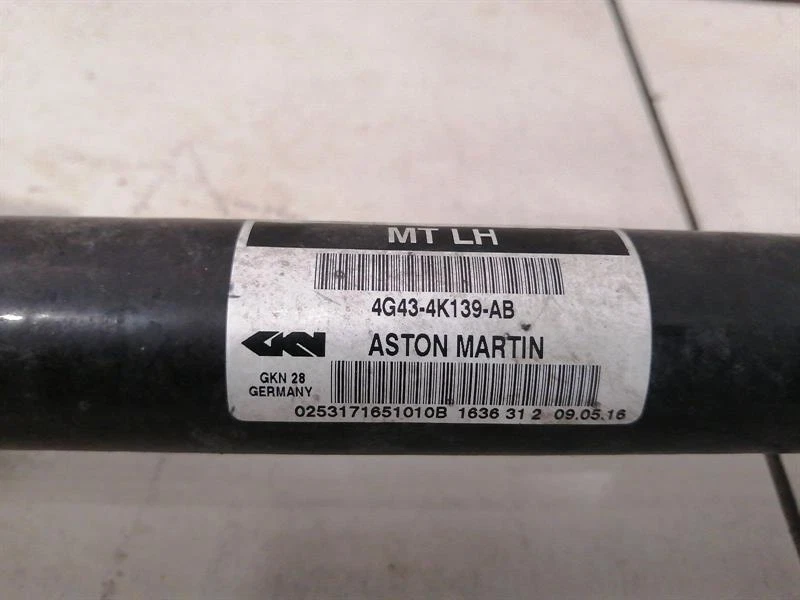 MT LH
4G43-4K139-AB
GKN
ASTON MARTIN
GKN 28
GERMANY
0253171651010B 1636 31 2 09.05.16